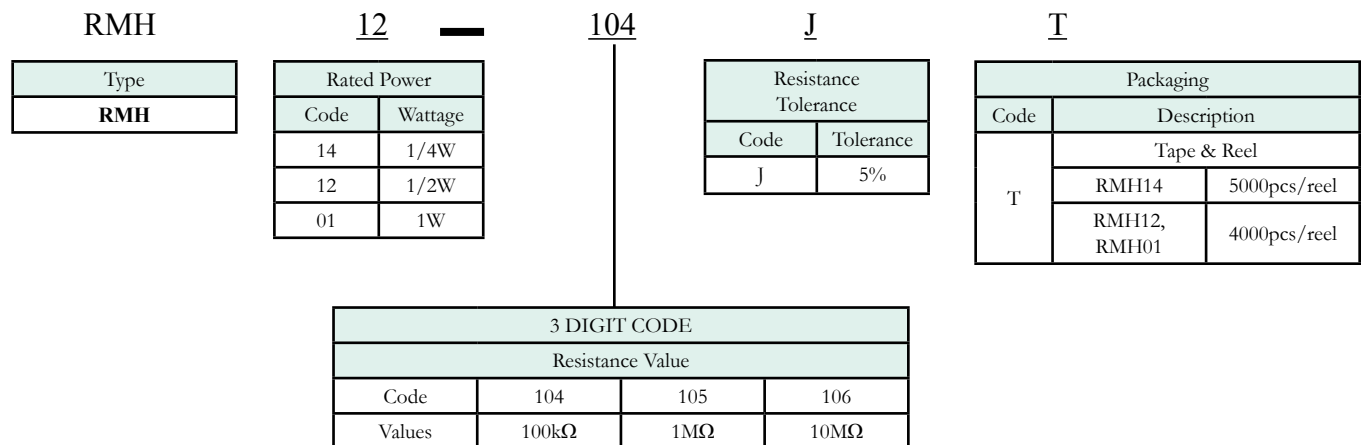 RMH 12 104 J T
Type
RMH
Rated Power
Code Wattage
14 1/4W
12 1/2W
01 1W
Resistance
Tolerance
Code Tolerance
J 5%
Packaging
Code Description
T
Tape & Reel
RMH14 5000pcs/reel
RMH12,
RMH01
4000pcs/reel
3 DIGIT CODE
Resistance Value
Code 104 105 106
Values 100kΩ 1MΩ 10MΩ